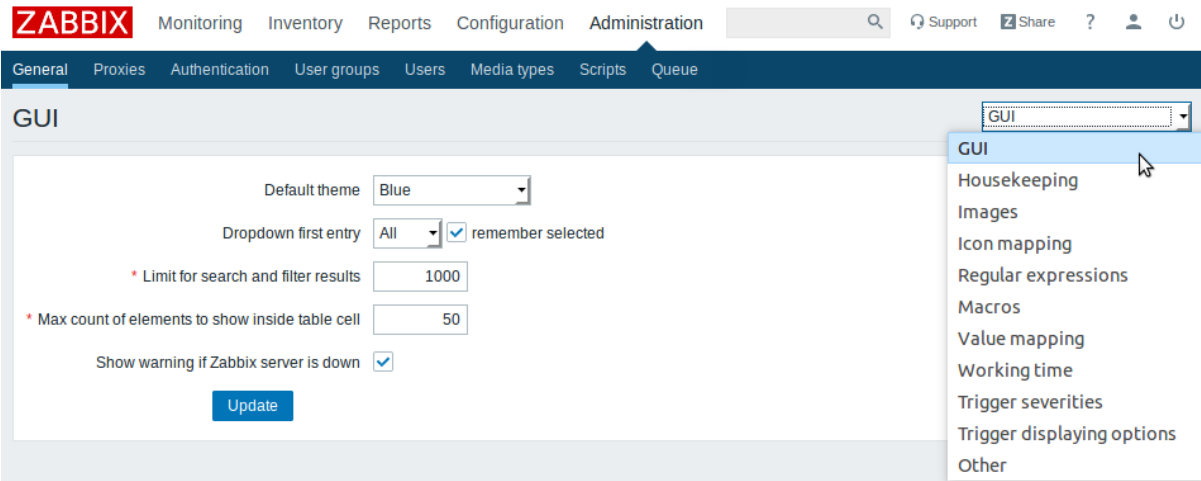 ZABBIX Monitoring Inventory Reports Configuration Administration Support Z Share ?
General Proxies Authentication User groups Users Media types Scripts Queue
GUI GUI
GUI
Housekeeping
Images
Icon mapping
Regular expressions
Macros
Value mapping
Working time
Trigger severities
Trigger displaying options
Other
Default theme Blue
Dropdown first entry All remember selected
* Limit for search and filter results 1000
* Max count of elements to show inside table cell 50
Show warning if Zabbix server is down
Update